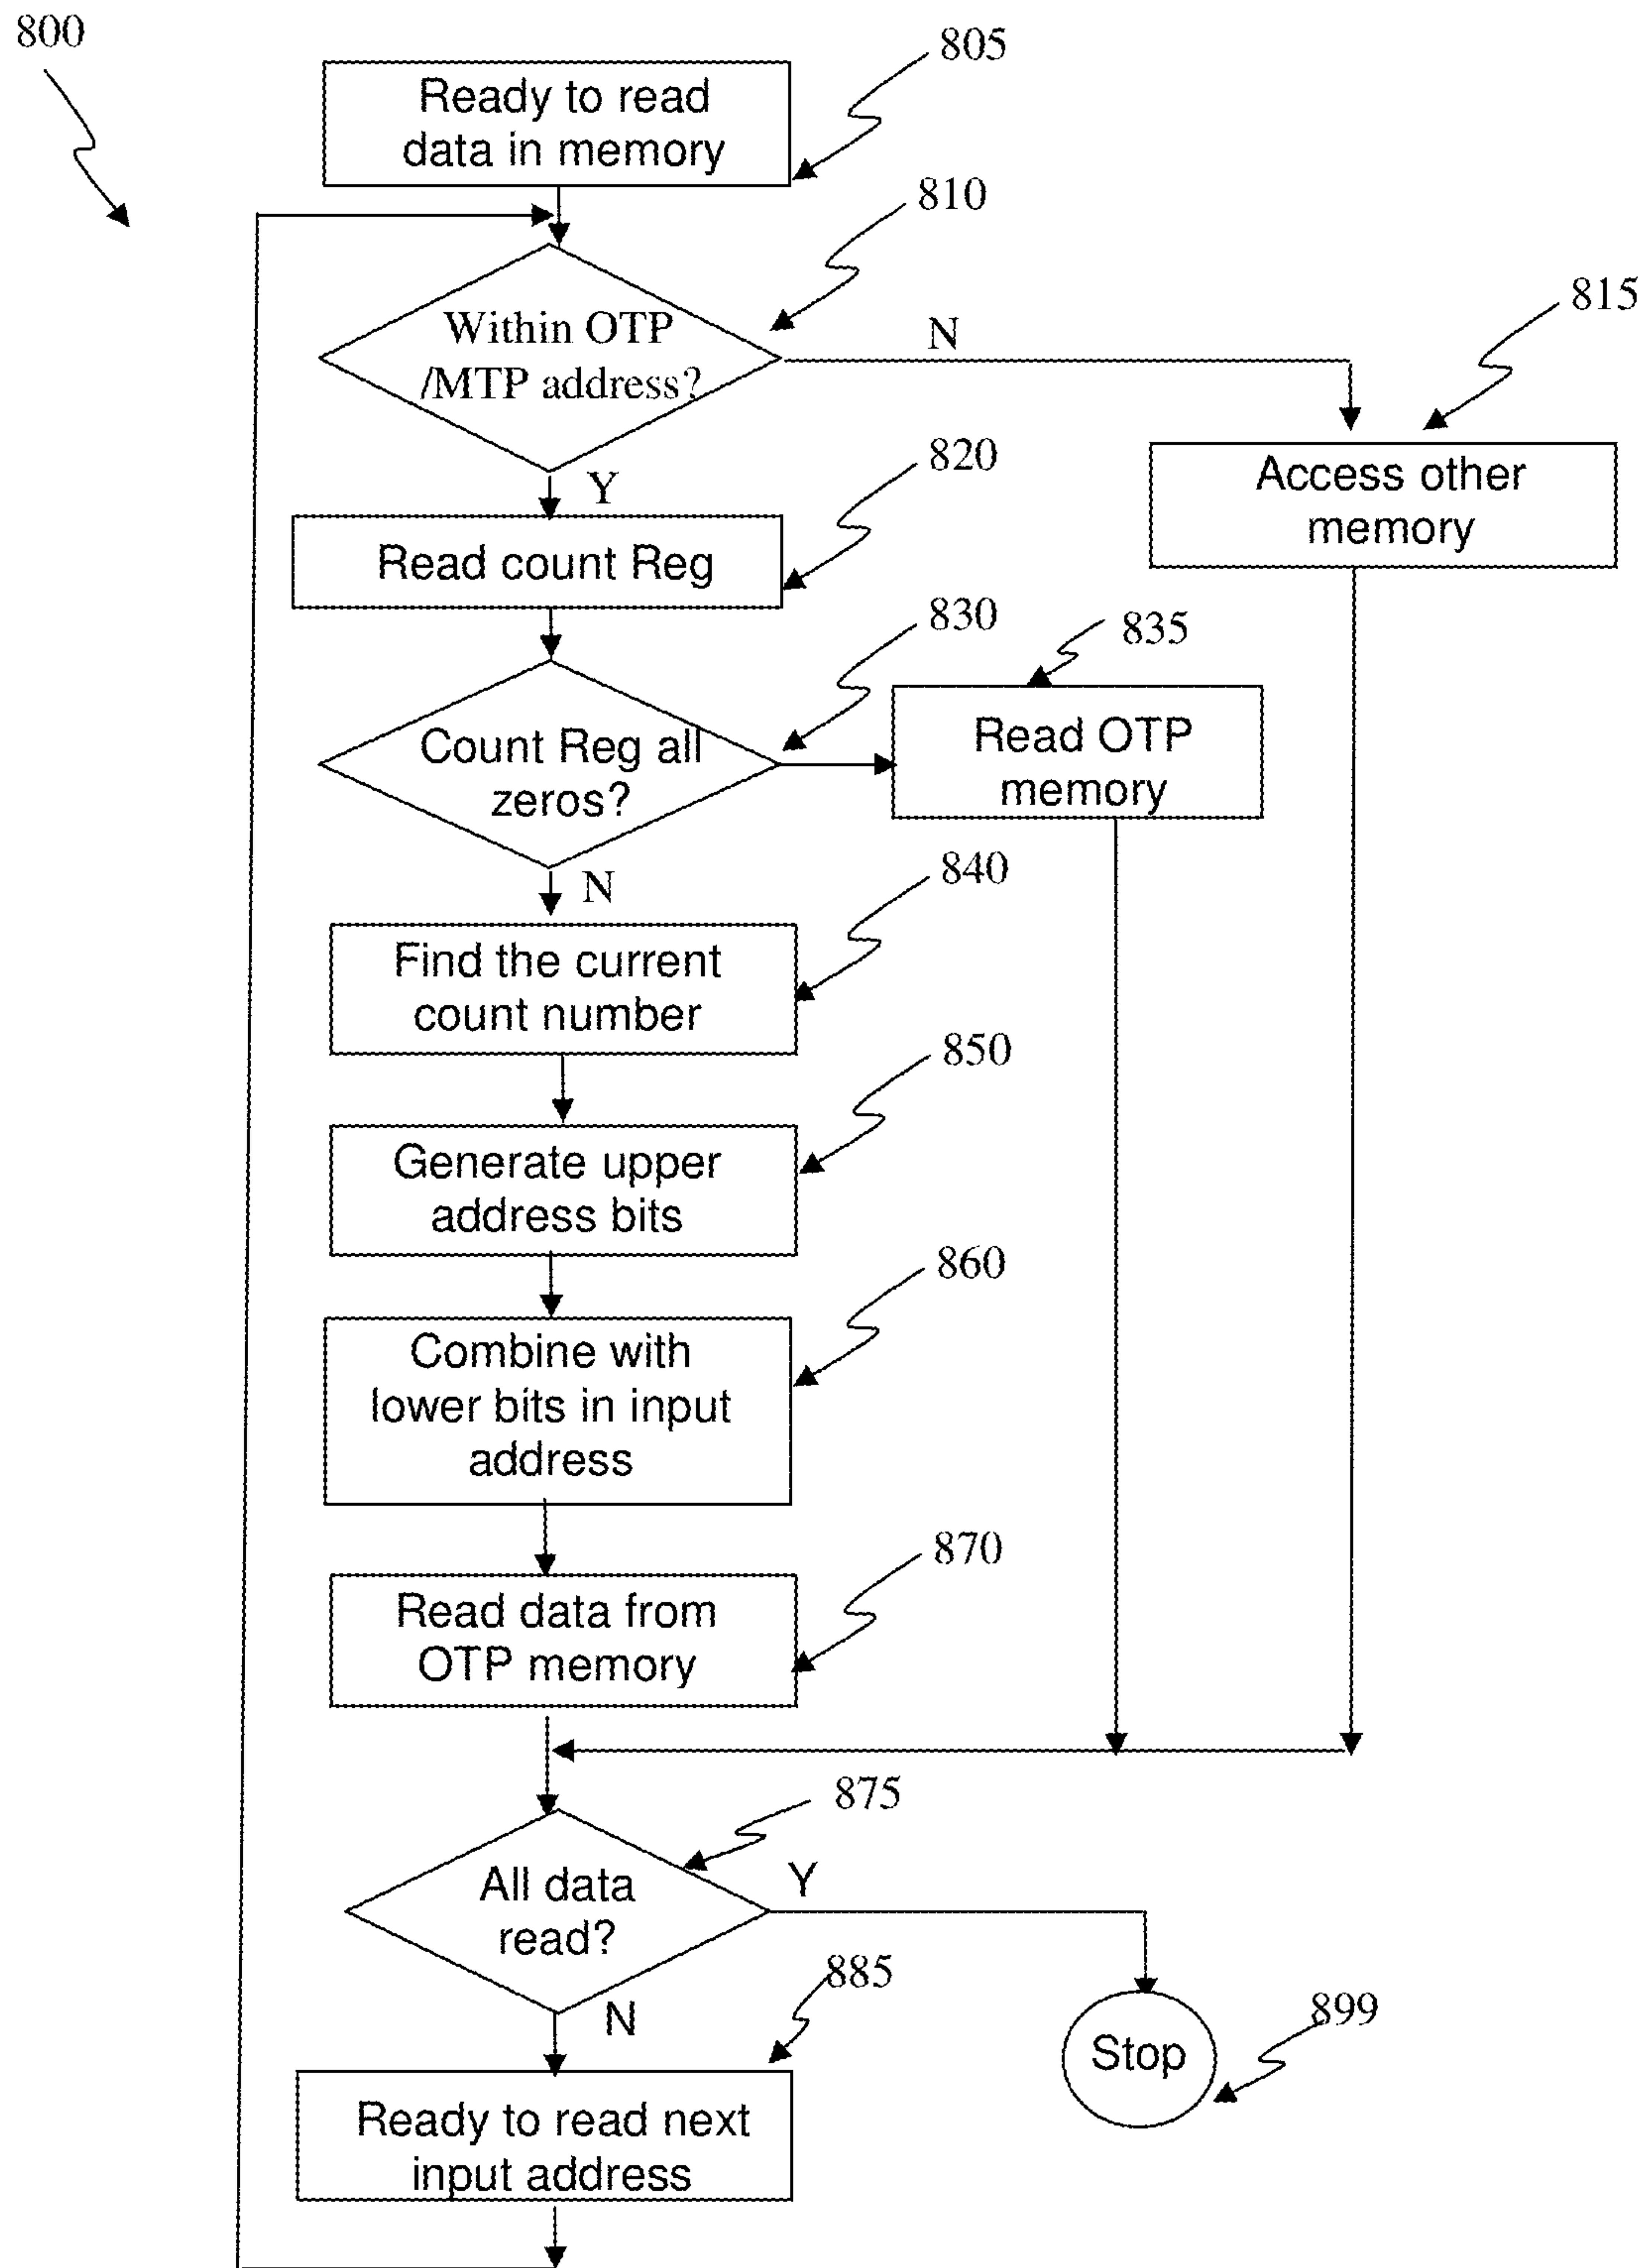 800
805
Ready to read
data in memory
810
Within OTP
/MTP address?
N
815
Y
Access other
memory
820
Read count Reg
830
835
Count Reg all
zeros?
Read OTP
memory
N
840
Find the current
count number
850
Generate upper
address bits
860
Combine with
lower bits in input
address
870
Read data from
OTP memory
875
All data
read?
Y
N
885
899
Stop
Ready to read next
input address